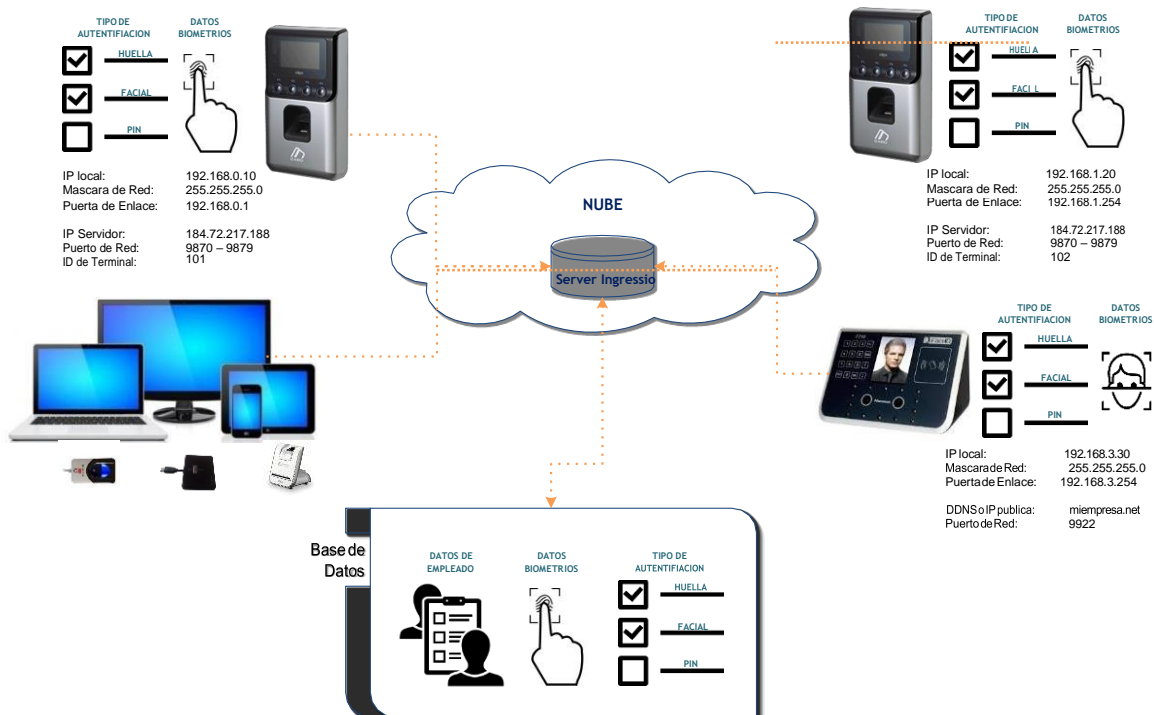 TIPO DE
AUTENTIFIACION
DATOS
BIOMETRIOS
HUELLA
FACIAL
PIN
IP local: 192.168.0.10
Mascara de Red: 255.255.255.0
Puerta de Enlace: 192.168.0.1
IP Servidor: 184.72.217.188
Puerto de Red: 9870 – 9879
ID de Terminal: 101
TIPO DE
AUTENTIFIACION
DATOS
BIOMETRIOS
HUELLA
FACI L
PIN
IP local: 192.168.1.20
Mascara de Red: 255.255.255.0
Puerta de Enlace: 192.168.1.254
IP Servidor: 184.72.217.188
Puerto de Red: 9870 – 9879
ID de Terminal: 102
NUBE
Server Ingressio
TIPO DE
AUTENTIFIACION
DATOS
BIOMETRIOS
HUELLA
FACIAL
PIN
IP local: 192.168.3.30
Mascara de Red: 255.255.255.0
Puerta de Enlace: 192.168.3.254
DDNS o IP publica: miempresa.net
Puerto de Red: 9922
Base de
Datos
DATOS DE
EMPLEADO
DATOS
BIOMETRIOS
TIPO DE
AUTENTIFIACION
HUELLA
FACIAL
PIN